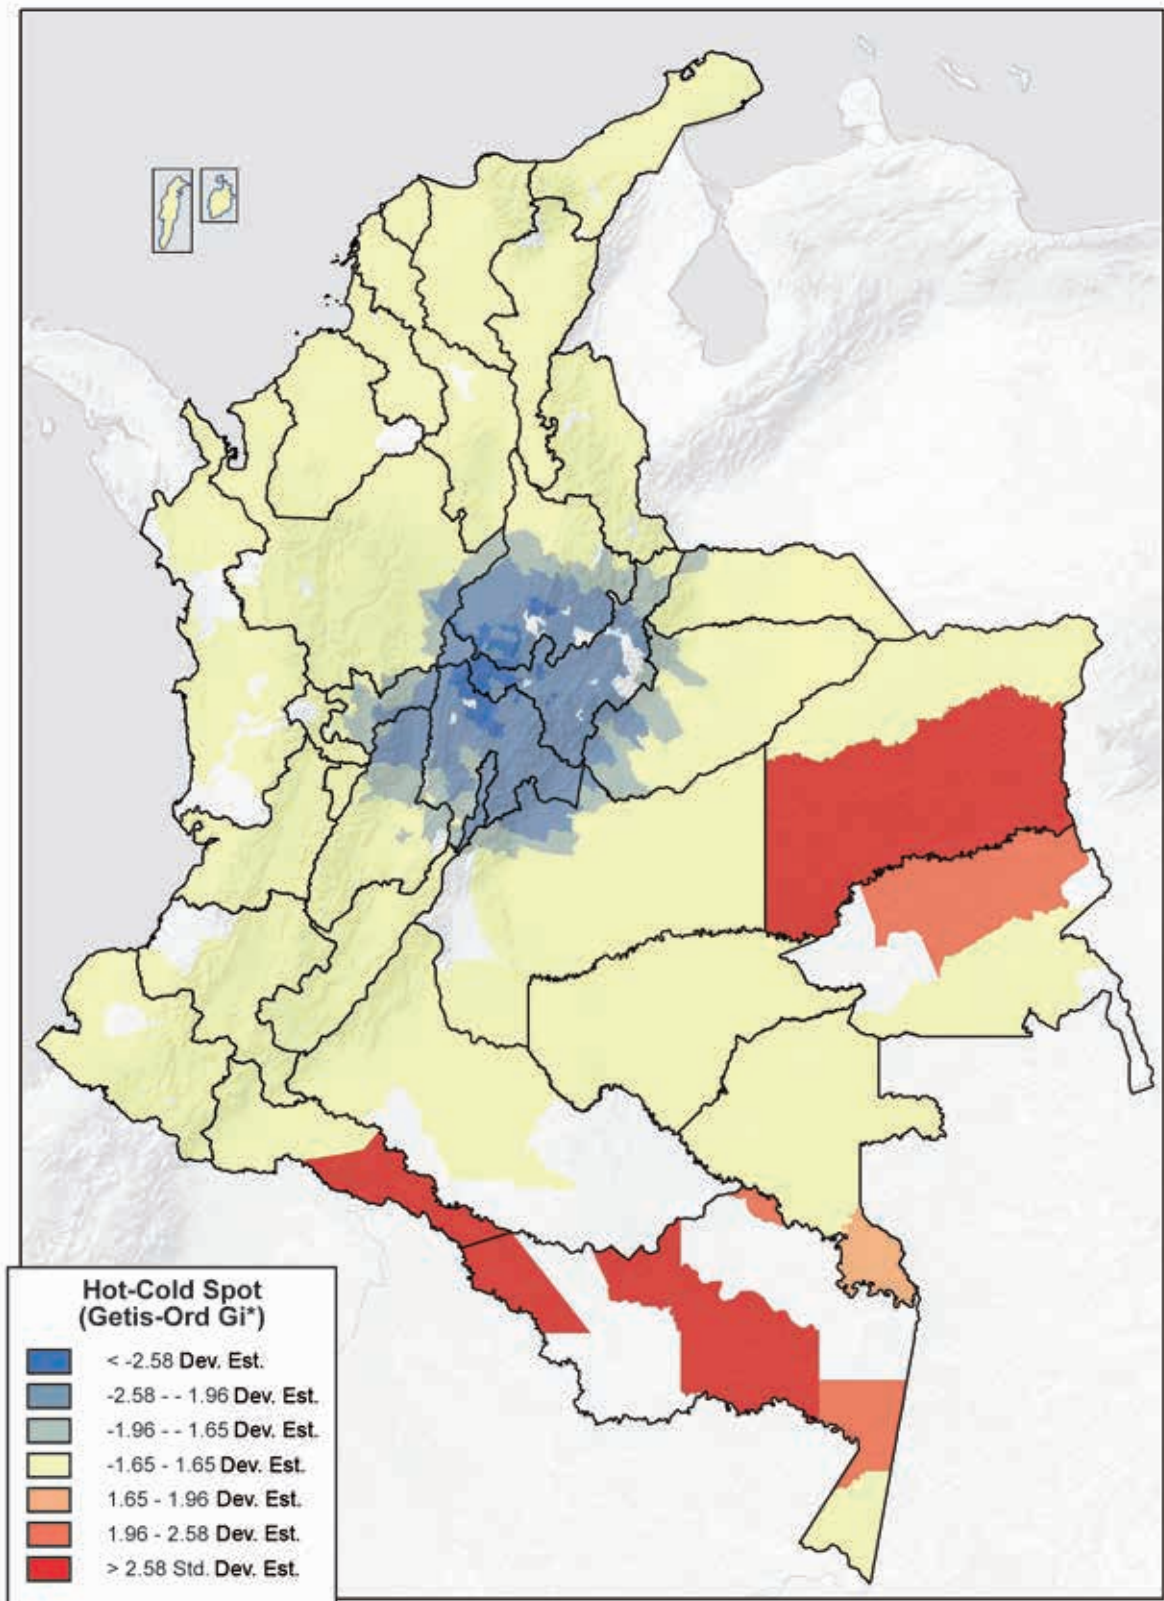 Hot-Cold Spot
(Getis-Ord Gi*)
< -2.58 Dev. Est.
-2.58 - - 1.96 Dev. Est.
-1.96 - - 1.65 Dev. Est.
-1.65 - 1.65 Dev. Est.
1.65 - 1.96 Dev. Est.
1.96 - 2.58 Dev. Est.
> 2.58 Std. Dev. Est.